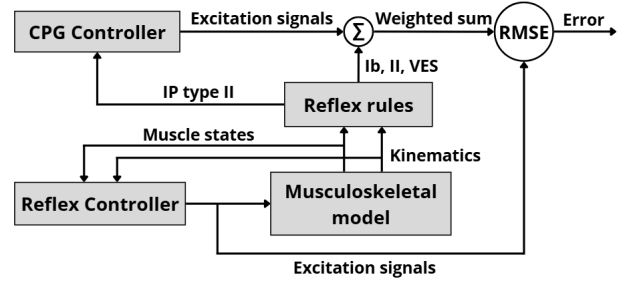 CPG Controller
Excitation signals
Σ
Weighted sum
RMSE
Error
Ib, II, VES
IP type II
Reflex rules
Muscle states
Kinematics
Reflex Controller
Musculoskeletal
model
Excitation signals